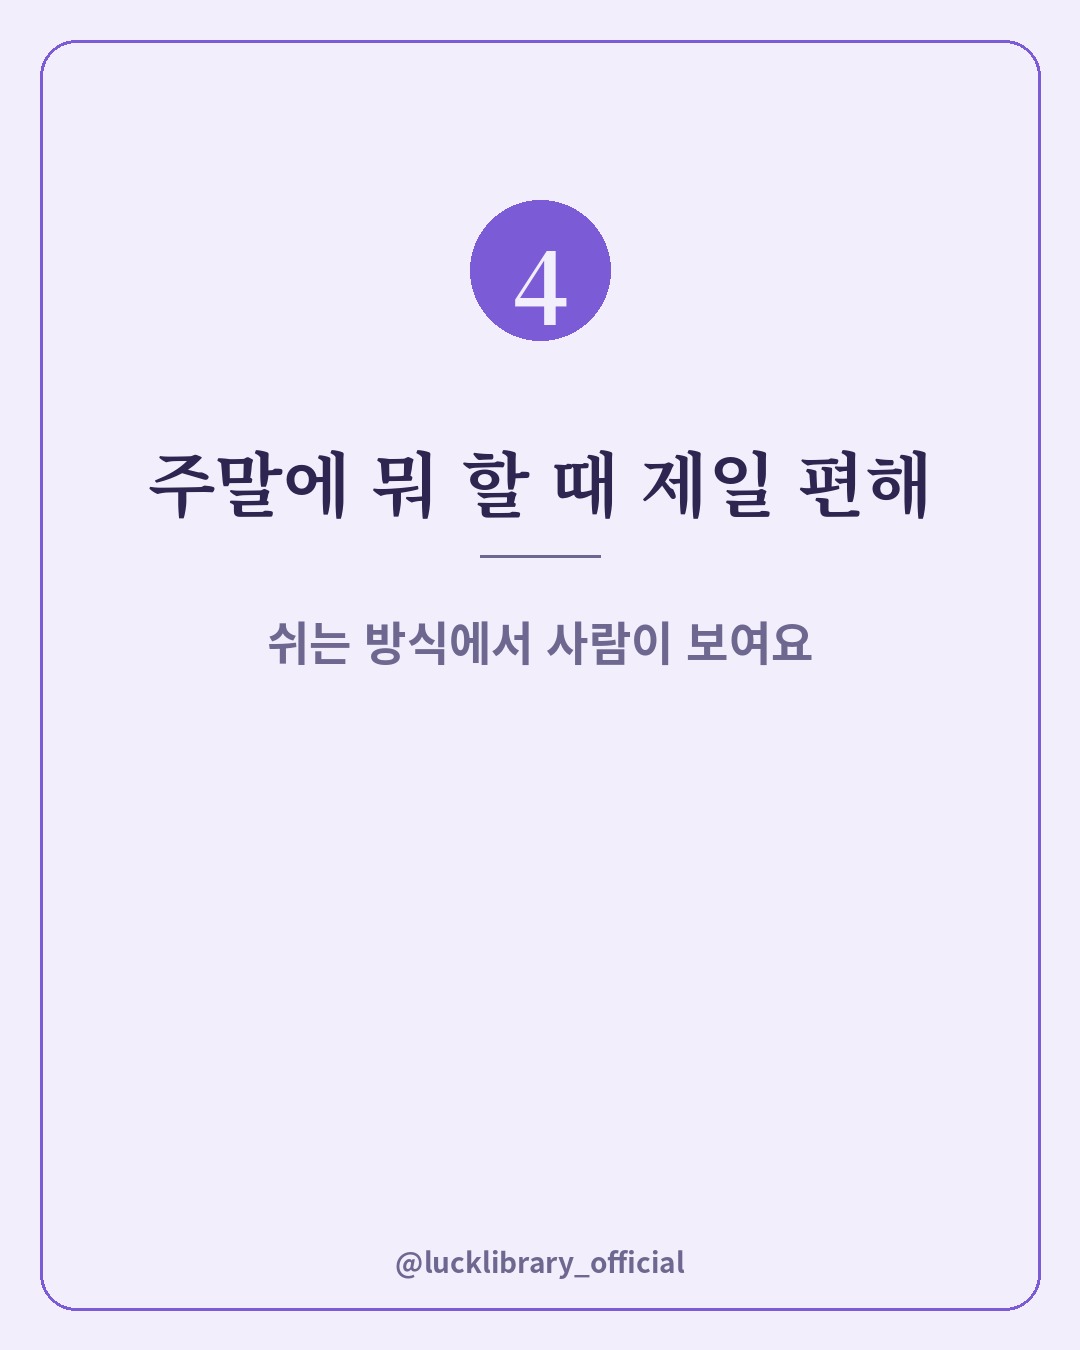 4
주말에 뭐 할 때 제일 편해
쉬는 방식에서 사람이 보여요
@lucklibrary_official